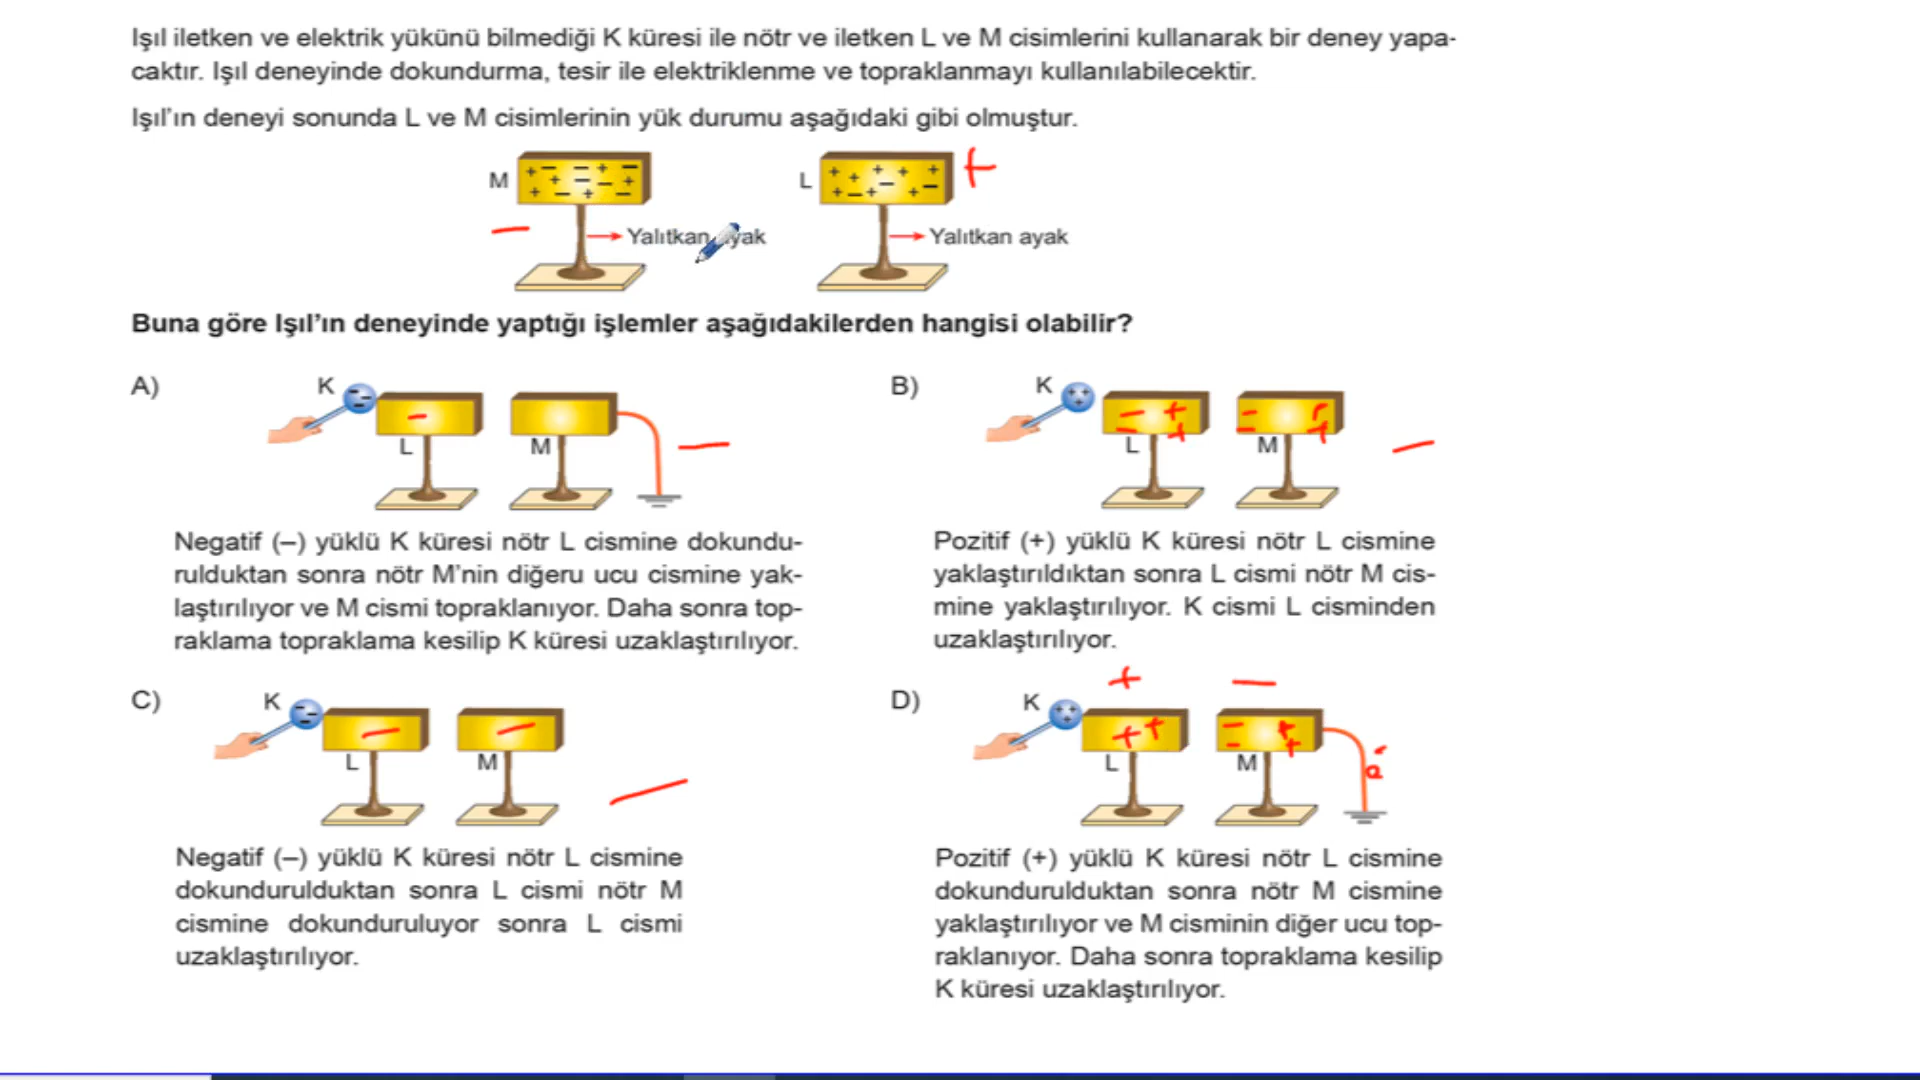 Işıl iletken ve elektrik yükünü bilmediği K küresi ile nötr ve iletken L ve M cisimlerini kullanarak bir deney yapa-
caktır. Işıl deneyinde dokundurma, tesir ile elektriklenme ve topraklanmayı kullanılabilecektir.
Işıl'ın deneyi sonunda L ve M cisimlerinin yük durumu aşağıdaki gibi olmuştur.
M
L
+
−
Yalıtkan ayak
Yalıtkan ayak
Buna göre Işıl'ın deneyinde yaptığı işlemler aşağıdakilerden hangisi olabilir?
A)
K
L
M
Negatif (–) yüklü K küresi nötr L cismine dokundu-
rulduktan sonra nötr M'nin diğeru ucu cismine yak-
laştırılıyor ve M cismi topraklanıyor. Daha sonra top-
raklama topraklama kesilip K küresi uzaklaştırılıyor.
B)
K
L
M
Pozitif (+) yüklü K küresi nötr L cismine
yaklaştırıldıktan sonra L cismi nötr M cis-
mine yaklaştırılıyor. K cismi L cisminden
uzaklaştırılıyor.
C)
K
L
M
Negatif (–) yüklü K küresi nötr L cismine
dokundurulduktan sonra L cismi nötr M
cismine dokunduruluyor sonra L cismi
uzaklaştırılıyor.
D)
+ −
K
L
M
Pozitif (+) yüklü K küresi nötr L cismine
dokundurulduktan sonra nötr M cismine
yaklaştırılıyor ve M cisminin diğer ucu top-
raklanıyor. Daha sonra topraklama kesilip
K küresi uzaklaştırılıyor.